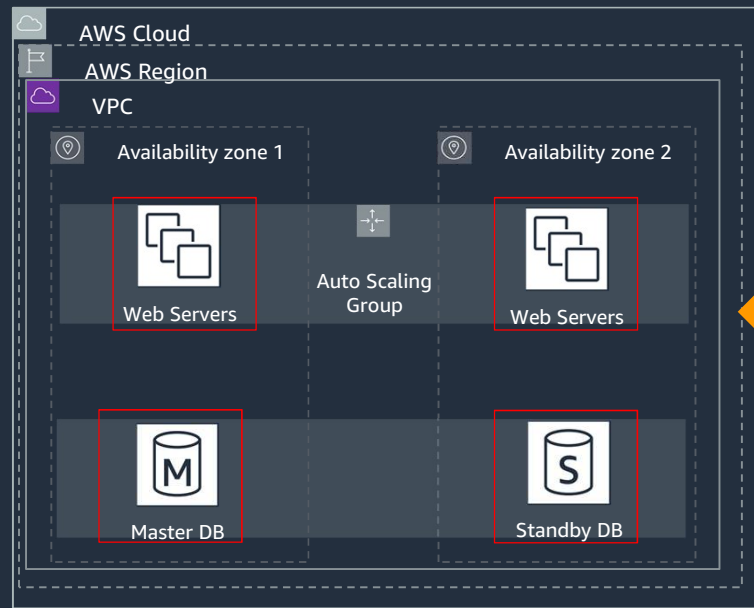 AWS Cloud
AWS Region
VPC
Availability zone 1
Availability zone 2
Web Servers
Auto Scaling
Group
Web Servers
M
Master DB
S
Standby DB